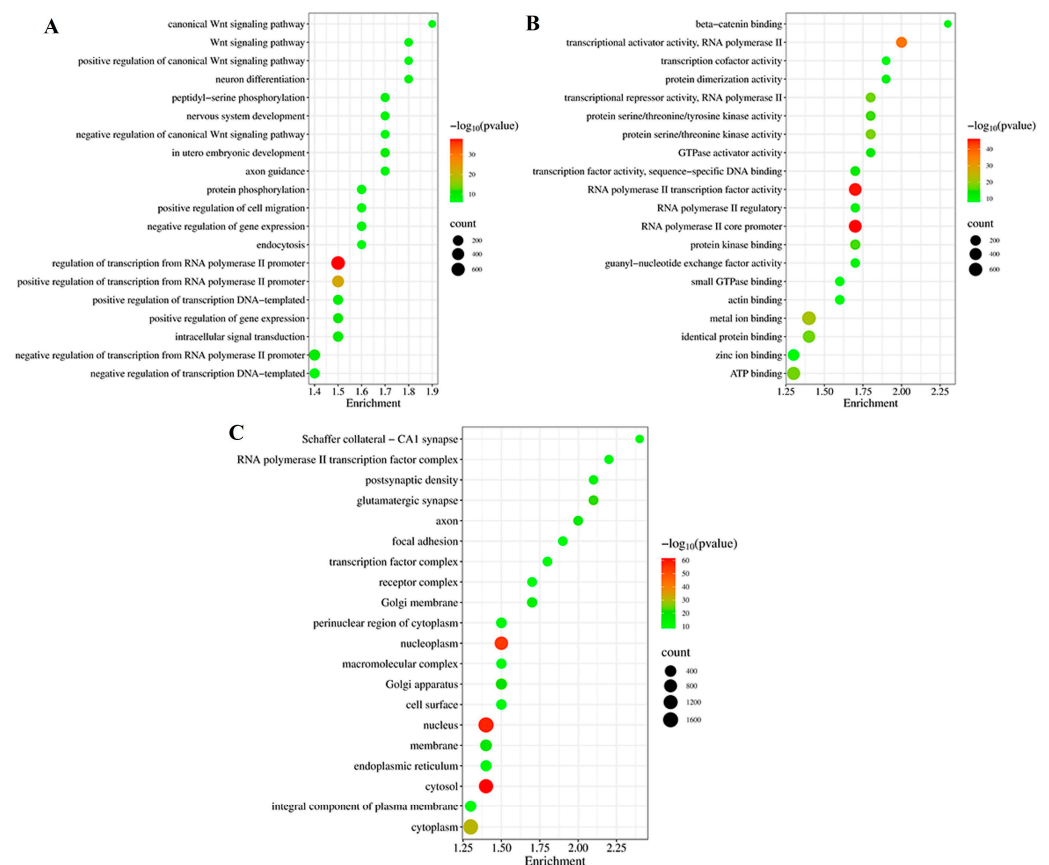 A
canonical Wnt signaling pathway
Wnt signaling pathway
positive regulation of canonical Wnt signaling pathway
neuron differentiation
peptidyl−serine phosphorylation
nervous system development
negative regulation of canonical Wnt signaling pathway
in utero embryonic development
axon guidance
protein phosphorylation
positive regulation of cell migration
negative regulation of gene expression
endocytosis
regulation of transcription from RNA polymerase II promoter
positive regulation of transcription from RNA polymerase II promoter
positive regulation of transcription DNA−templated
positive regulation of gene expression
intracellular signal transduction
negative regulation of transcription from RNA polymerase II promoter
negative regulation of transcription DNA−templated
1.4 1.5 1.6 1.7 1.8 1.9
Enrichment
−log10(pvalue)
30
20
10
count
200
400
600
B
beta−catenin binding
transcriptional activator activity, RNA polymerase II
transcription cofactor activity
protein dimerization activity
transcriptional repressor activity, RNA polymerase II
protein serine/threonine/tyrosine kinase activity
protein serine/threonine kinase activity
GTPase activator activity
transcription factor activity, sequence−specific DNA binding
RNA polymerase II transcription factor activity
RNA polymerase II regulatory
RNA polymerase II core promoter
protein kinase binding
guanyl−nucleotide exchange factor activity
small GTPase binding
actin binding
metal ion binding
identical protein binding
zinc ion binding
ATP binding
1.25 1.50 1.75 2.00 2.25
Enrichment
−log10(pvalue)
40
30
20
10
count
200
400
600
C
Schaffer collateral − CA1 synapse
RNA polymerase II transcription factor complex
postsynaptic density
glutamatergic synapse
axon
focal adhesion
transcription factor complex
receptor complex
Golgi membrane
perinuclear region of cytoplasm
nucleoplasm
macromolecular complex
Golgi apparatus
cell surface
nucleus
membrane
endoplasmic reticulum
cytosol
integral component of plasma membrane
cytoplasm
1.25 1.50 1.75 2.00 2.25
Enrichment
−log10(pvalue)
60
50
40
30
20
10
count
400
800
1200
1600